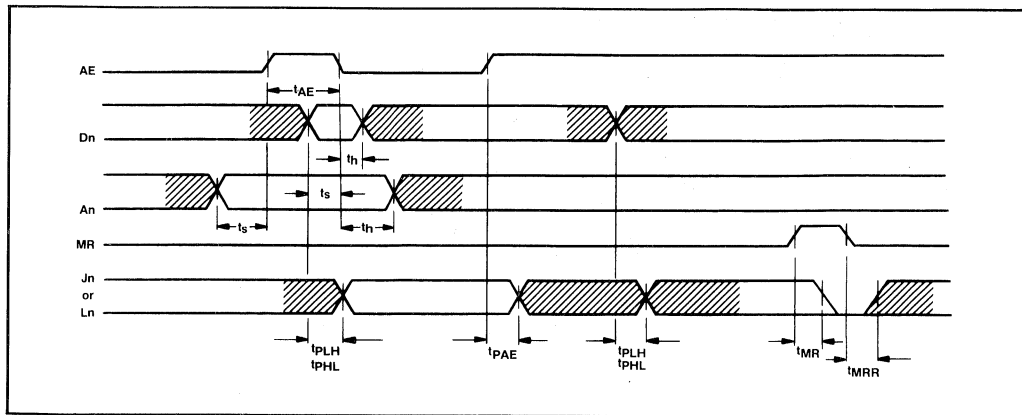 AE
tAE
Dn
th
ts
An
ts
th
MR
Jn
or
Ln
tPLH
tPHL
tPAE
tPLH
tPHL
tMR
tMRR